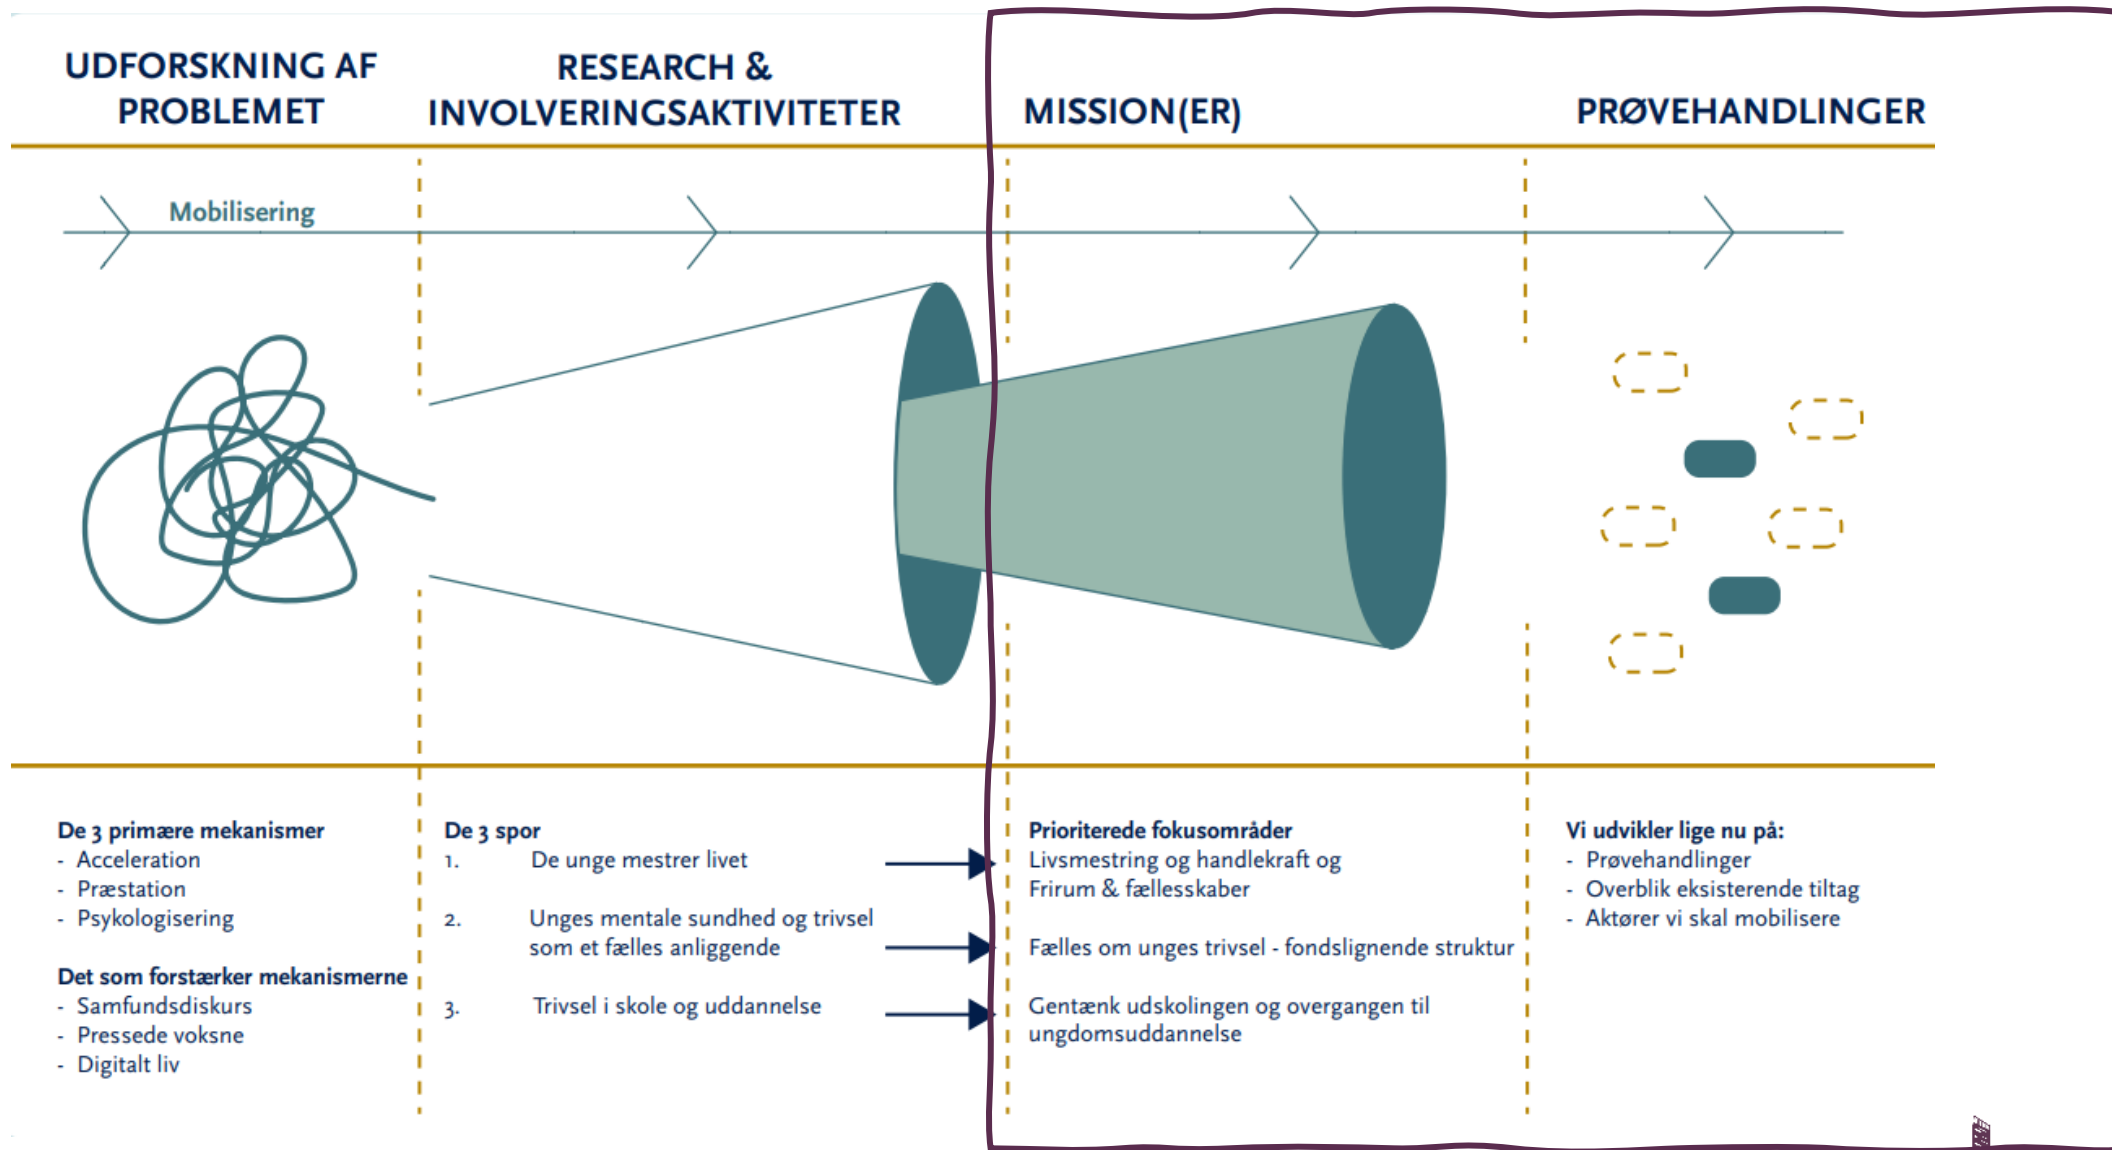 UDFORSKNING AF
PROBLEMET
RESEARCH &
INVOLVERINGSAKTIVITETER
MISSION(ER)
PRØVEHANDLINGER
Mobilisering
De 3 primære mekanismer
- Acceleration
- Præstation
- Psykologisering
Det som forstærker mekanismerne
- Samfundsdiskurs
- Pressede voksne
- Digitalt liv
De 3 spor
1. De unge mestrer livet
2. Unges mentale sundhed og trivsel
som et fælles anliggende
3. Trivsel i skole og uddannelse
Prioriterede fokusområder
Livsmestring og handlekraft og
Frirum & fællesskaber
Fælles om unges trivsel - fondslignende struktur
Gentænk udskolingen og overgangen til
ungdomsuddannelse
Vi udvikler lige nu på:
- Prøvehandlinger
- Overblik eksisterende tiltag
- Aktører vi skal mobilisere